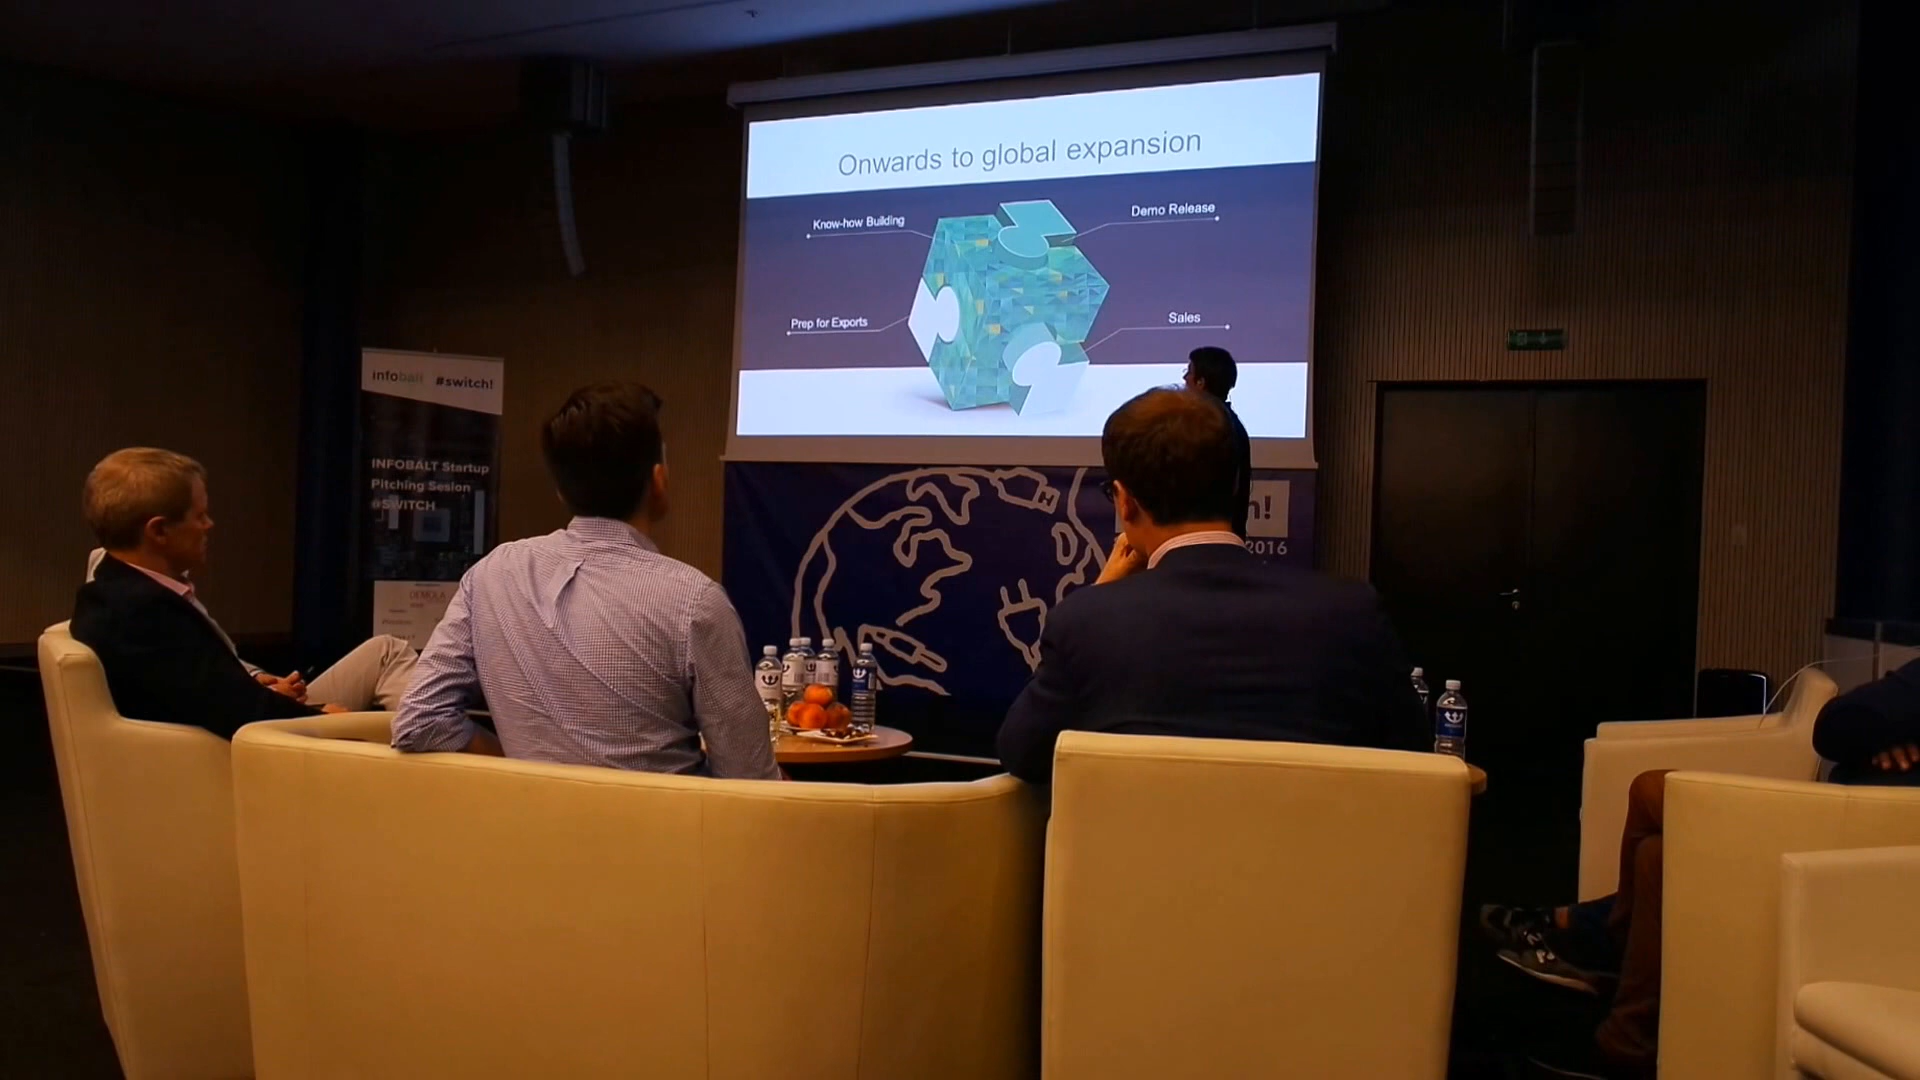 Onwards to global expansion
Know-how Building
Demo Release
Prep for Exports
Sales
infobalt #switch!
INFOBALT Startup
Pitching Sesion
@SWITCH
DEMOLA
h!
2016